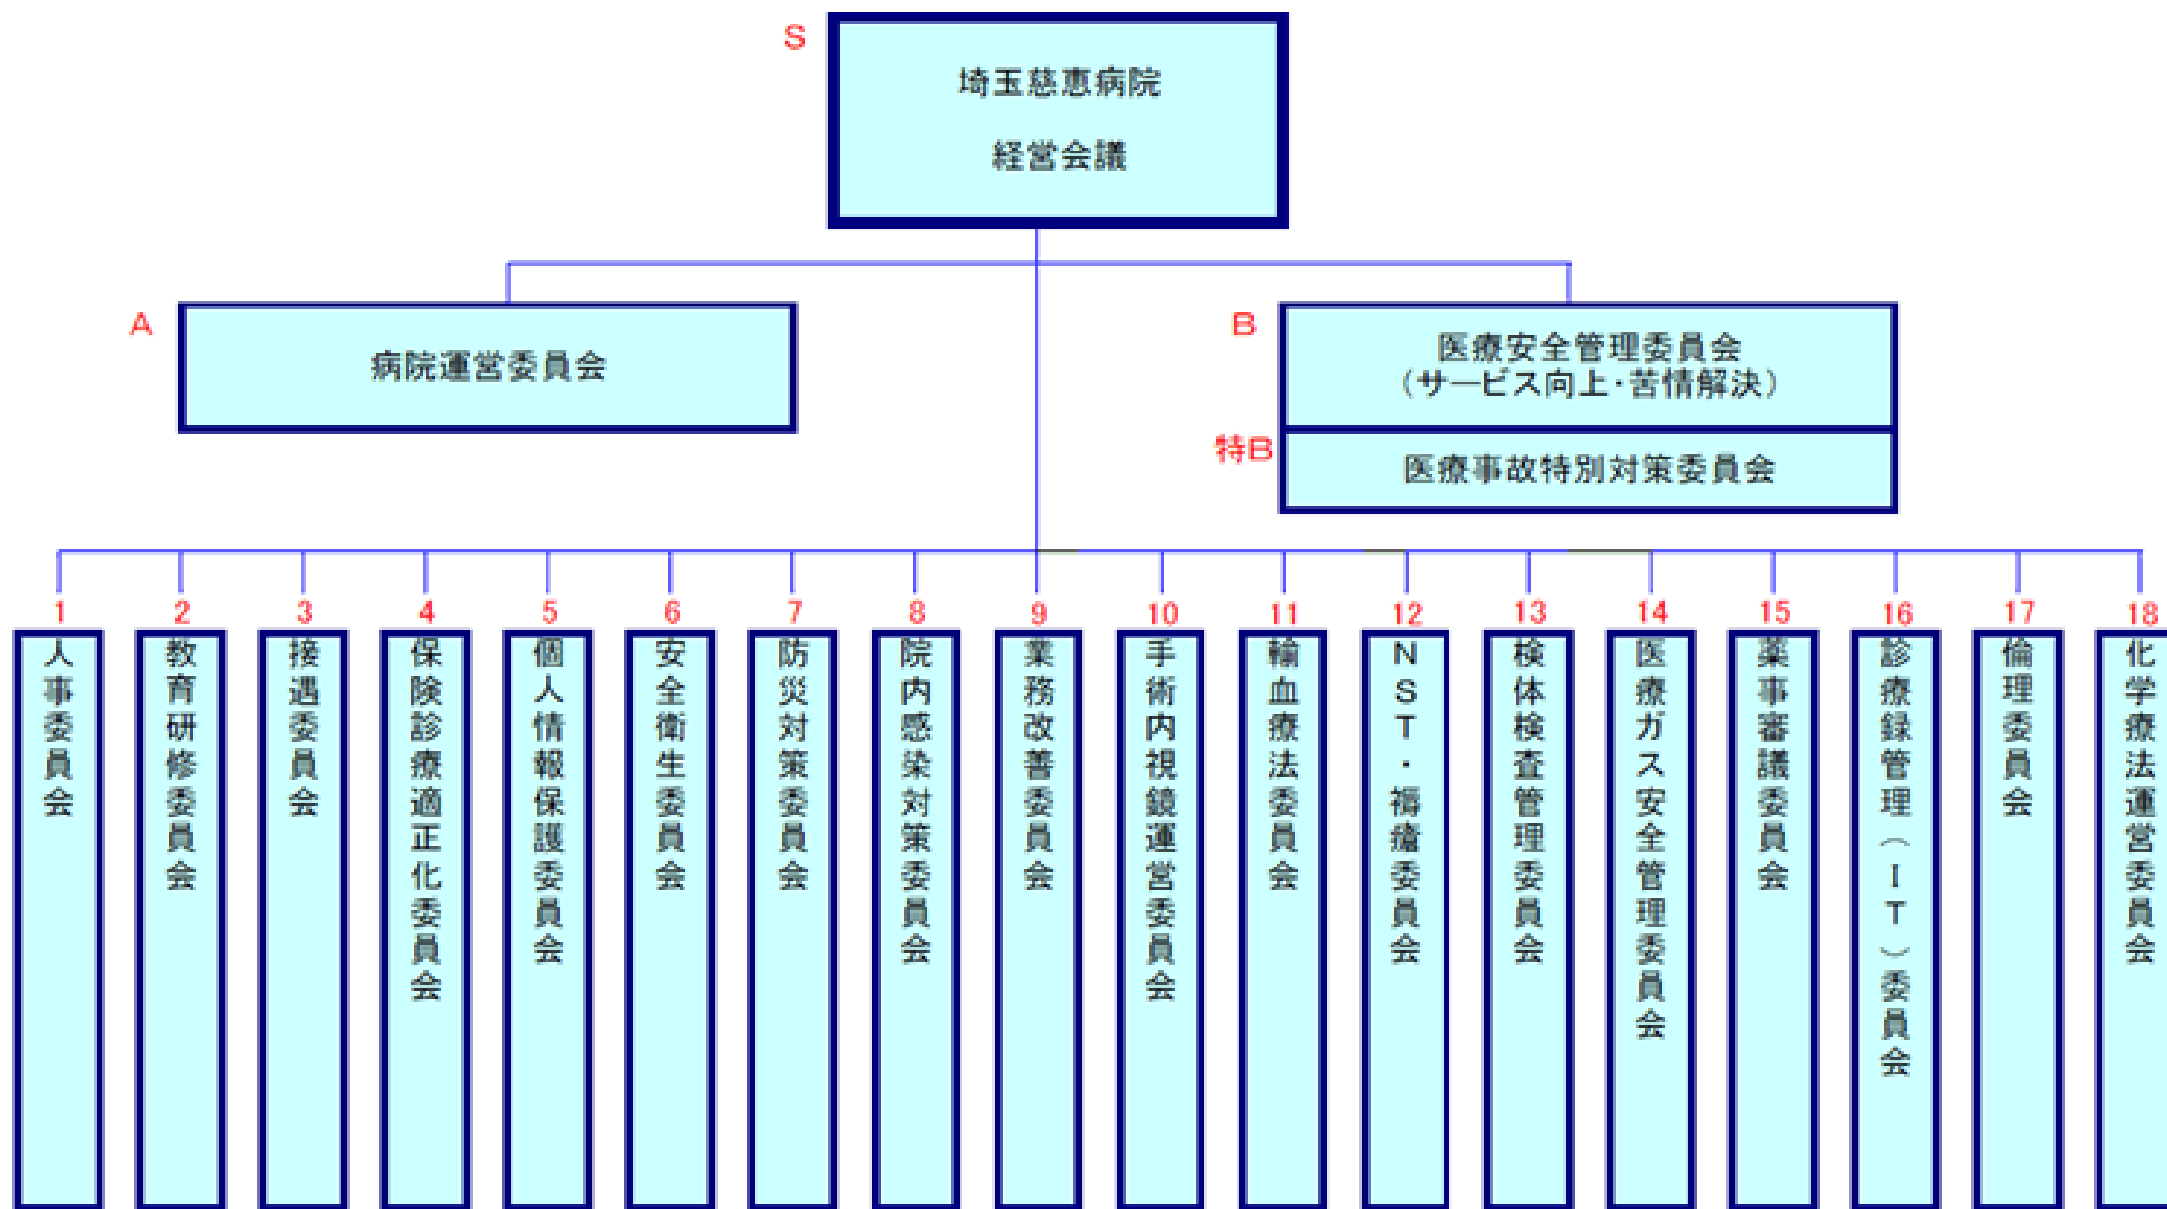 S
埼玉慈恵病院
経営会議
A
病院運営委員会
B
医療安全管理委員会
（サービス向上・苦情解決）
特B
医療事故特別対策委員会
1
人事委員会
2
教育研修委員会
3
接遇委員会
4
保険診療適正化委員会
5
個人情報保護委員会
6
安全衛生委員会
7
防災対策委員会
8
院内感染対策委員会
9
業務改善委員会
10
手術内視鏡運営委員会
11
輸血療法委員会
12
NST・褥瘡委員会
13
検体検査管理委員会
14
医療ガス安全管理委員会
15
薬事審議委員会
16
診療録管理（IT）委員会
17
倫理委員会
18
化学療法運営委員会